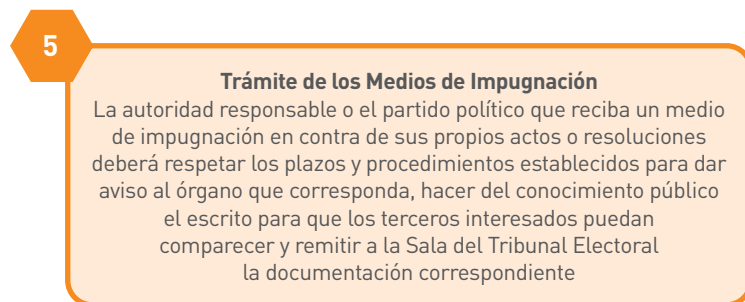 5
Trámite de los Medios de Impugnación
La autoridad responsable o el partido político que reciba un medio
de impugnación en contra de sus propios actos o resoluciones
deberá respetar los plazos y procedimientos establecidos para dar
aviso al órgano que corresponda, hacer del conocimiento público
el escrito para que los terceros interesados puedan
comparecer y remitir a la Sala del Tribunal Electoral
la documentación correspondiente